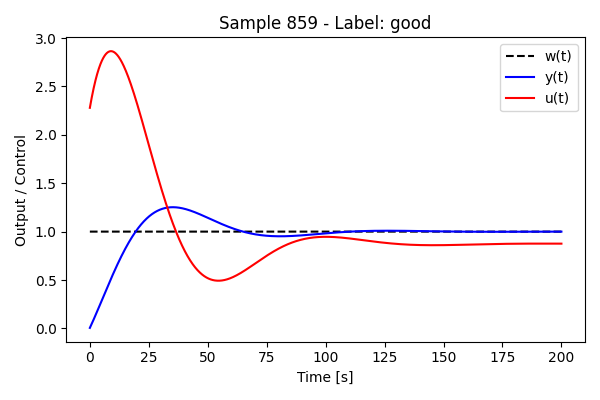 Sample 859 - Label: good
Output / Control
3.0
2.5
2.0
1.5
1.0
0.5
0.0
w(t)
y(t)
u(t)
0 25 50 75 100 125 150 175 200
Time [s]